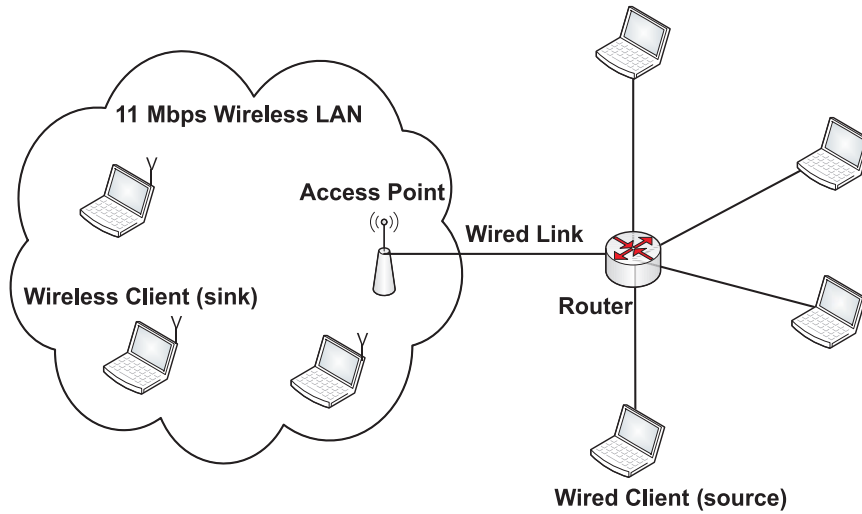 11 Mbps Wireless LAN
Access Point
Wired Link
Wireless Client (sink)
Router
Wired Client (source)